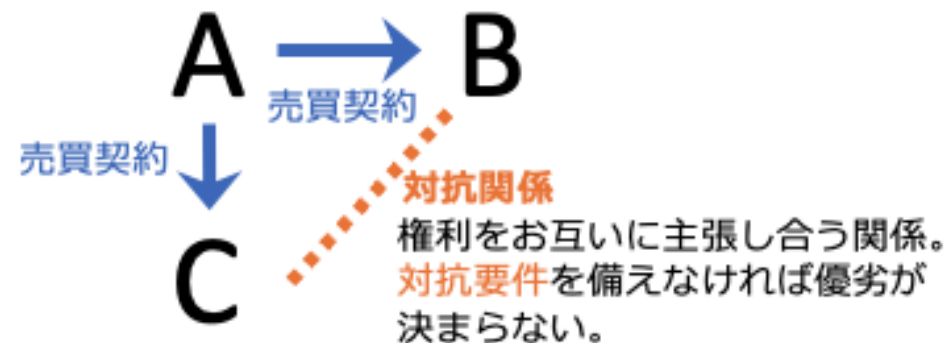 A
B
売買契約
売買契約
対抗関係
権利をお互いに主張し合う関係。
C
対抗要件を備えなければ優劣が
決まらない。